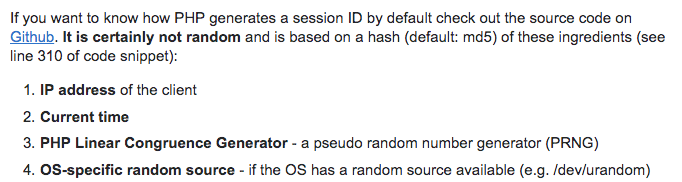 If you want to know how PHP generates a session ID by default check out the source code on
Github. It is certainly not random and is based on a hash (default: md5) of these ingredients (see
line 310 of code snippet):
1. IP address of the client
2. Current time
3. PHP Linear Congruence Generator - a pseudo random number generator (PRNG)
4. OS-specific random source - if the OS has a random source available (e.g. /dev/urandom)